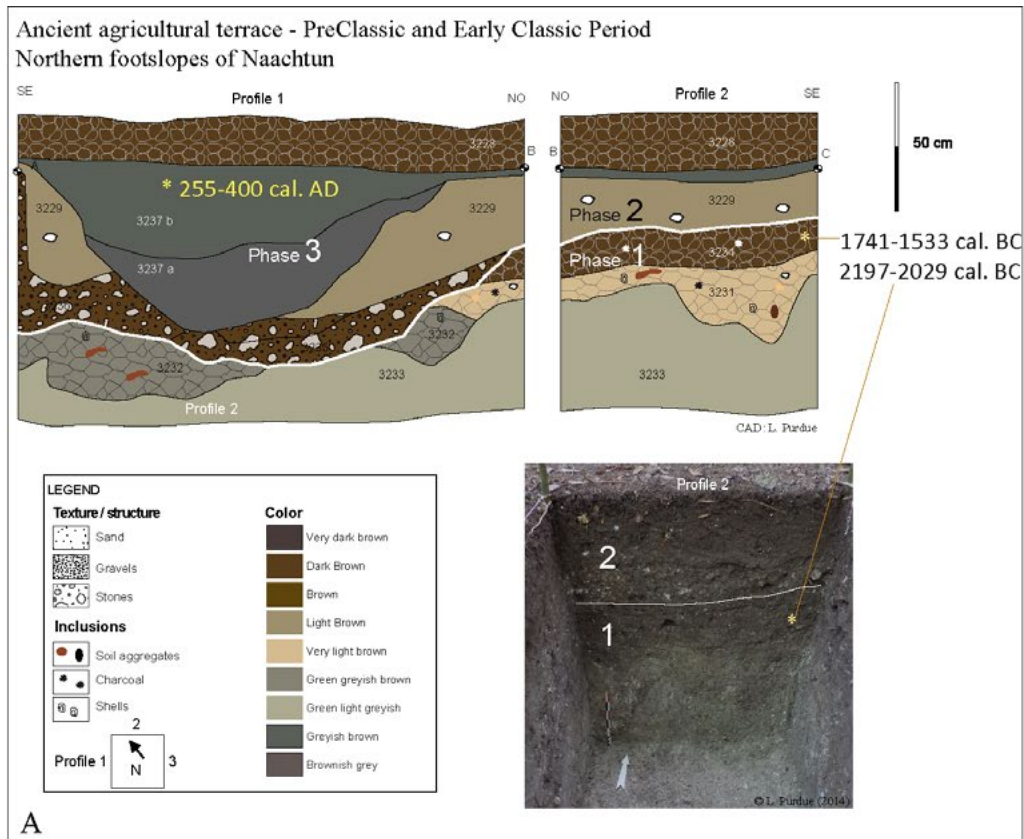 Ancient agricultural terrace - PreClassic and Early Classic Period
Northern footslopes of Naachtun
SE
Profile 1
NO
NO
Profile 2
SE
3228
3228
50 cm
B
B
C
* 255-400 cal. AD
3229
3237 b
3229
3229
Phase 2
Phase 3
3234
Phase 1
1741-1533 cal. BC
2197-2029 cal. BC
3237 a
3231
3232
3232
3233
3233
Profile 2
CAD: L. Purdue
LEGEND
Texture / structure
Sand
Gravels
Stones
Inclusions
Soil aggregates
Charcoal
Shells
2
Profile 1
N
3
Color
Very dark brown
Dark Brown
Brown
Light Brown
Very light brown
Green greyish brown
Green light greyish
Greyish brown
Brownish grey
Profile 2
2
1
© L. Purdue (2014)
A